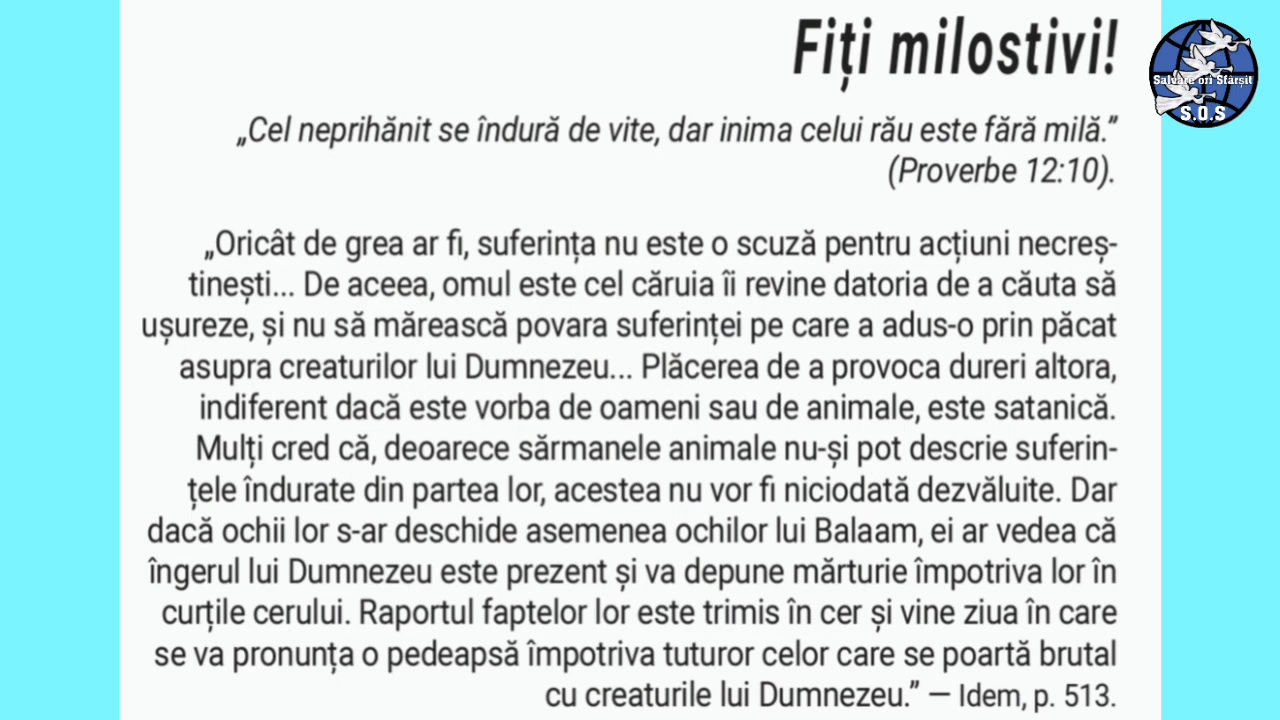 Fiți milostivi!
Salvare ori Sfârșit
S.O.S
„Cel neprihănit se îndură de vite, dar inima celui rău este fără milă.”
(Proverbe 12:10).
„Oricât de grea ar fi, suferința nu este o scuză pentru acțiuni necreș-
tinești... De aceea, omul este cel căruia îi revine datoria de a căuta să
ușureze, și nu să mărească povara suferinței pe care a adus-o prin păcat
asupra creaturilor lui Dumnezeu... Plăcerea de a provoca dureri altora,
indiferent dacă este vorba de oameni sau de animale, este satanică.
Mulți cred că, deoarece sărmanele animale nu-și pot descrie suferin-
țele îndurate din partea lor, acestea nu vor fi niciodată dezvăluite. Dar
dacă ochii lor s-ar deschide asemenea ochilor lui Balaam, ei ar vedea că
îngerul lui Dumnezeu este prezent și va depune mărturie împotriva lor în
curțile cerului. Raportul faptelor lor este trimis în cer și vine ziua în care
se va pronunța o pedeapsă împotriva tuturor celor care se poartă brutal
cu creaturile lui Dumnezeu.” — Idem, p. 513.